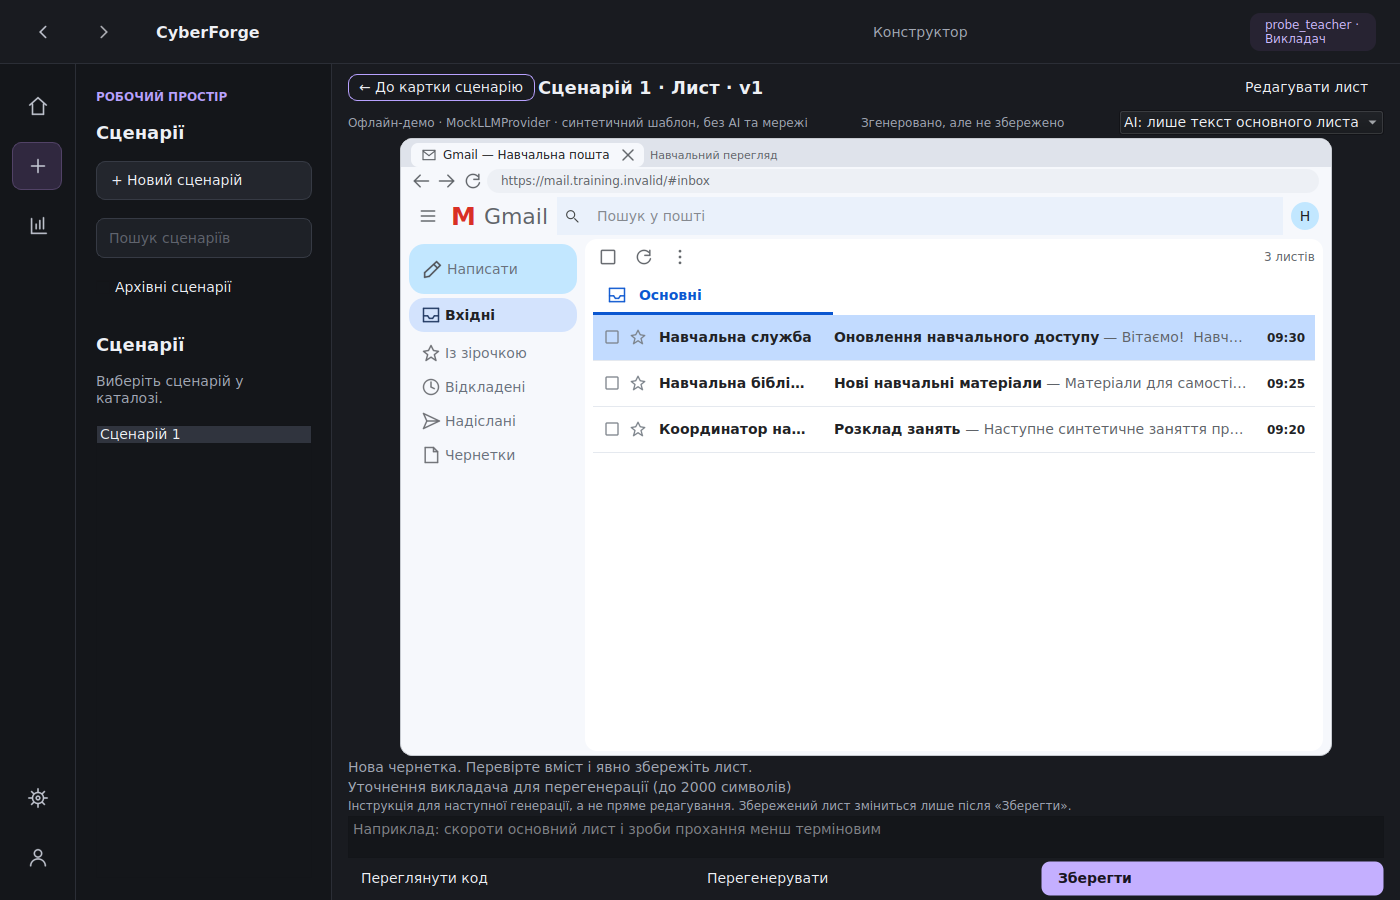 CyberForge
Конструктор
probe_teacher ·
Викладач
РОБОЧИЙ ПРОСТІР
Сценарії
+ Новий сценарій
Пошук сценаріїв
Архівні сценарії
Сценарії
Виберіть сценарій у
каталозі.
Сценарій 1
← До картки сценарію
Сценарій 1 · Лист · v1
Редагувати лист
Офлайн-демо · MockLLMProvider · синтетичний шаблон, без AI та мережі
Згенеровано, але не збережено
AI: лише текст основного листа
Gmail — Навчальна пошта
Навчальний перегляд
https://mail.training.invalid/#inbox
M Gmail
Пошук у пошті
Н
Написати
Вхідні
Із зірочкою
Відкладені
Надіслані
Чернетки
3 листів
Основні
Навчальна служба Оновлення навчального доступу — Вітаємо! Навч... 09:30
Навчальна біблі... Нові навчальні матеріали — Матеріали для самості... 09:25
Координатор на... Розклад занять — Наступне синтетичне заняття пр... 09:20
Нова чернетка. Перевірте вміст і явно збережіть лист.
Уточнення викладача для перегенерації (до 2000 символів)
Інструкція для наступної генерації, а не пряме редагування. Збережений лист зміниться лише після «Зберегти».
Наприклад: скороти основний лист і зроби прохання менш терміновим
Переглянути код
Перегенерувати
Зберегти